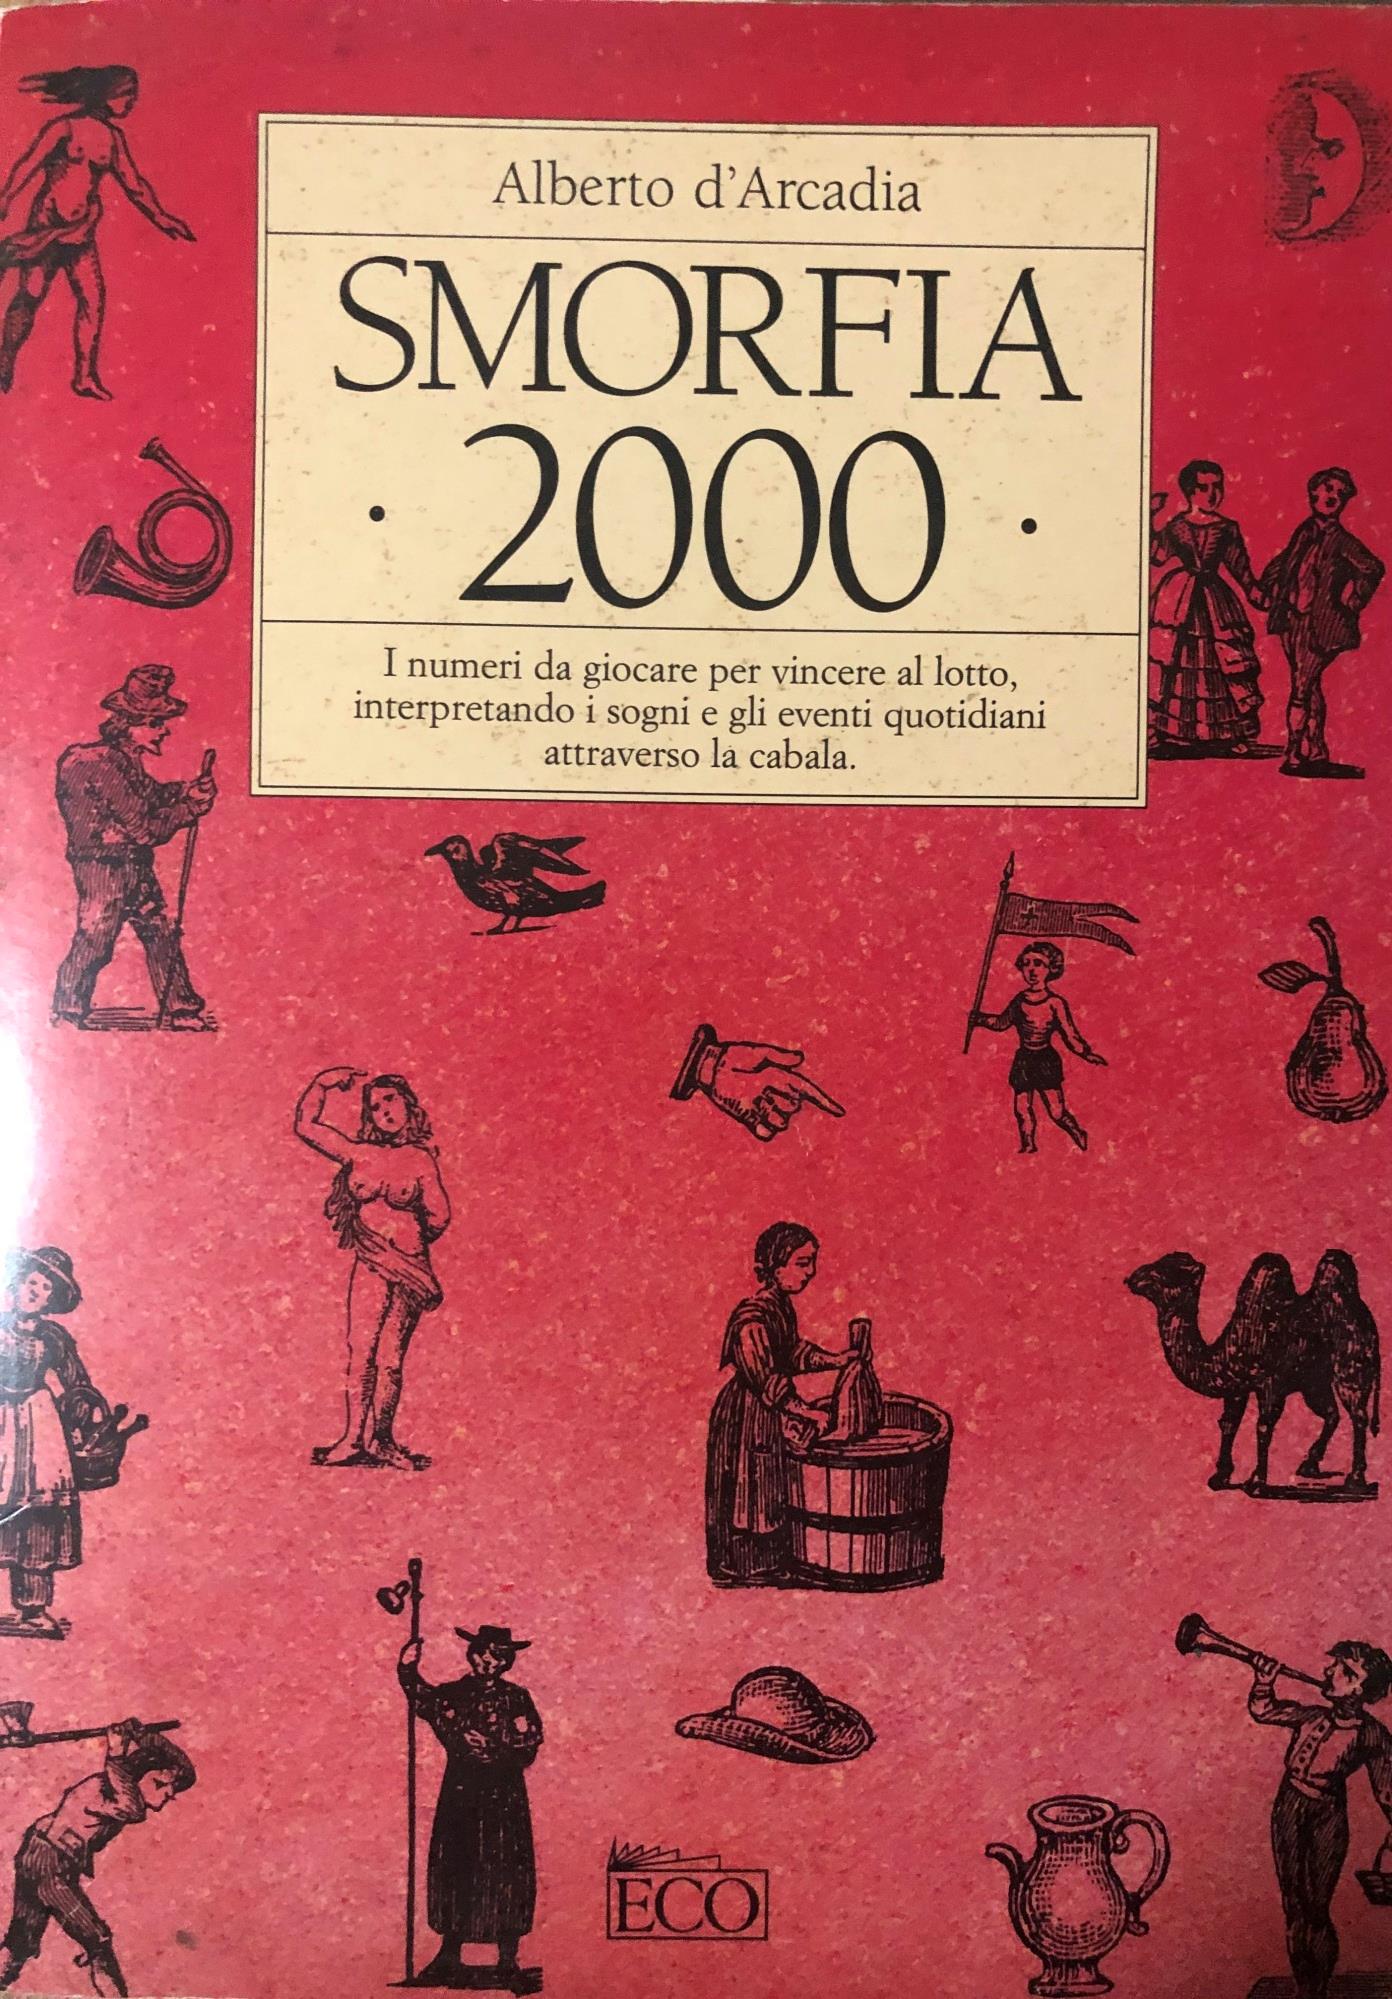 Alberto d'Arcadia
SMORFIA
· 2000 ·
I numeri da giocare per vincere al lotto,
interpretando i sogni e gli eventi quotidiani
attraverso la cabala.
ECO